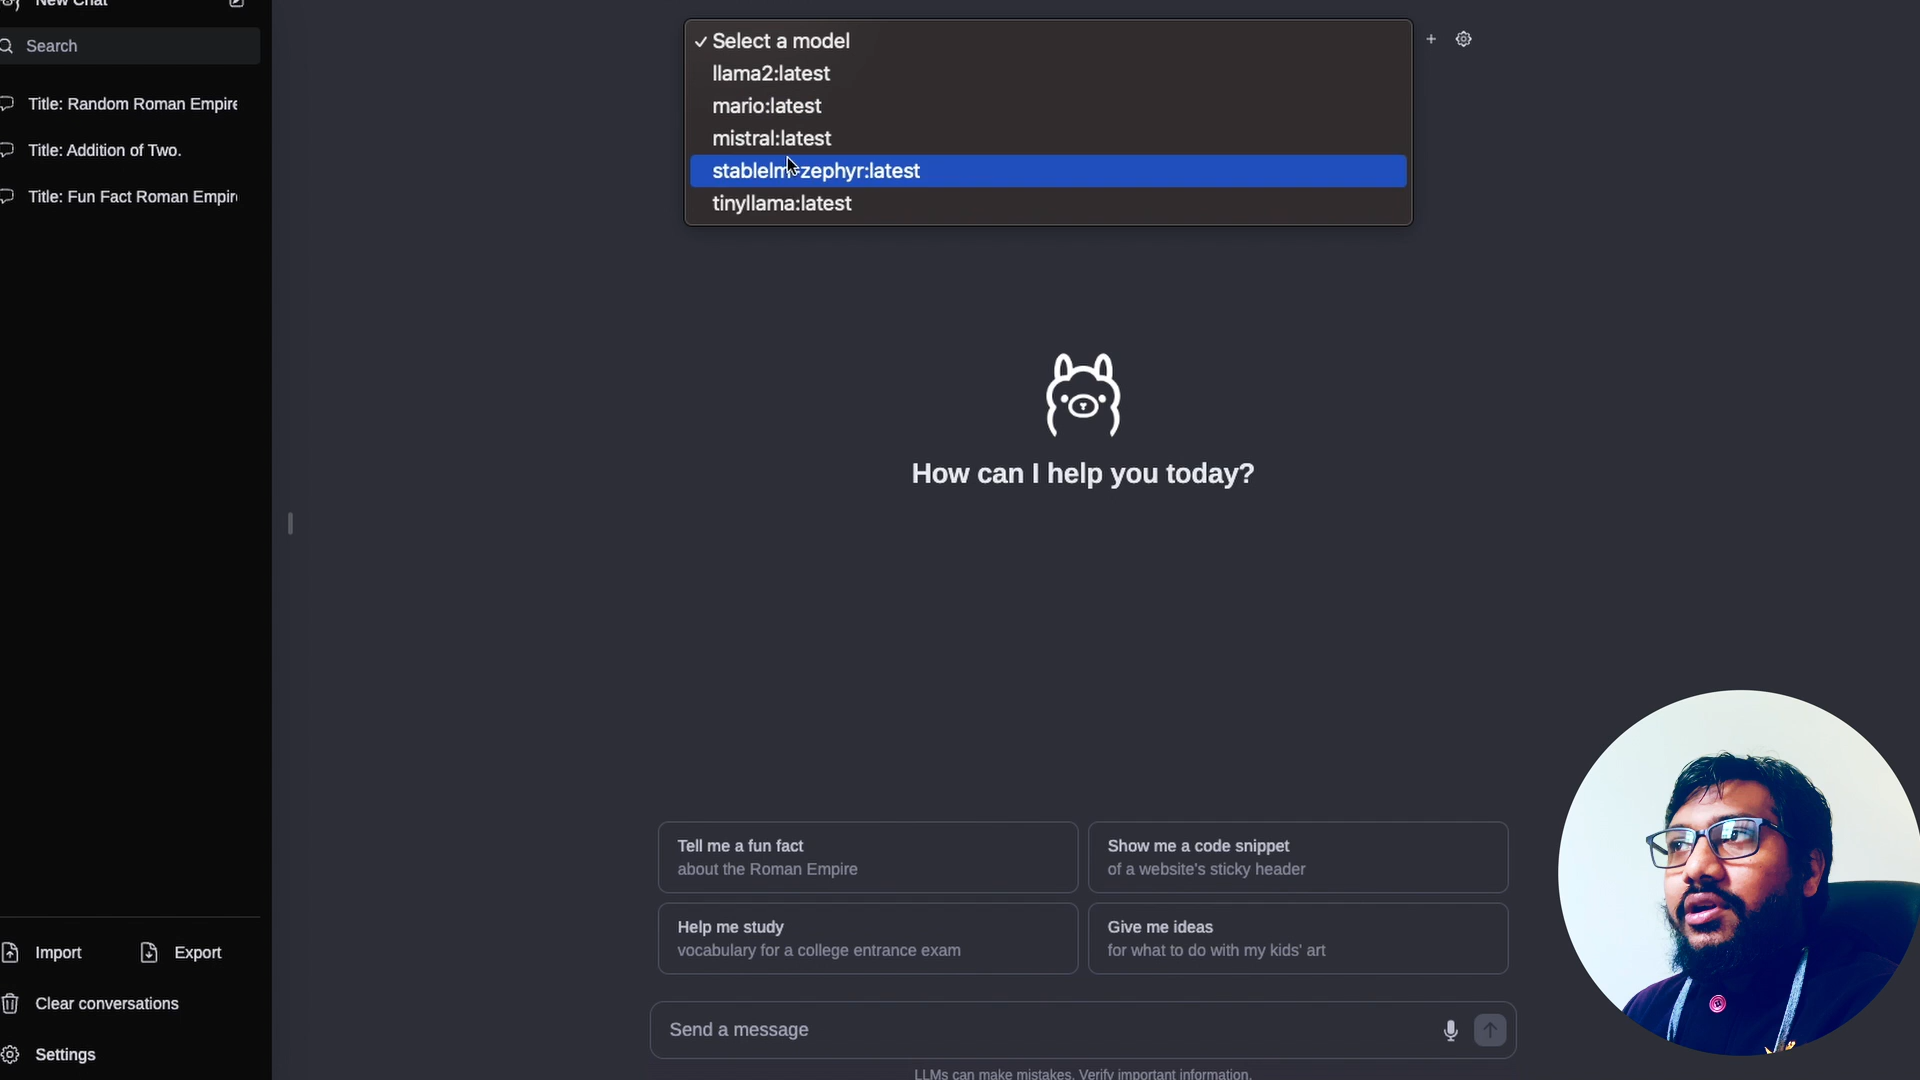 New Chat
Search
Title: Random Roman Empire
Title: Addition of Two.
Title: Fun Fact Roman Empir
Import
Export
Clear conversations
Settings
✓ Select a model
llama2:latest
mario:latest
mistral:latest
stablelm-zephyr:latest
tinyllama:latest
How can I help you today?
Tell me a fun fact
about the Roman Empire
Show me a code snippet
of a website's sticky header
Help me study
vocabulary for a college entrance exam
Give me ideas
for what to do with my kids' art
Send a message
LLMs can make mistakes. Verify important information.